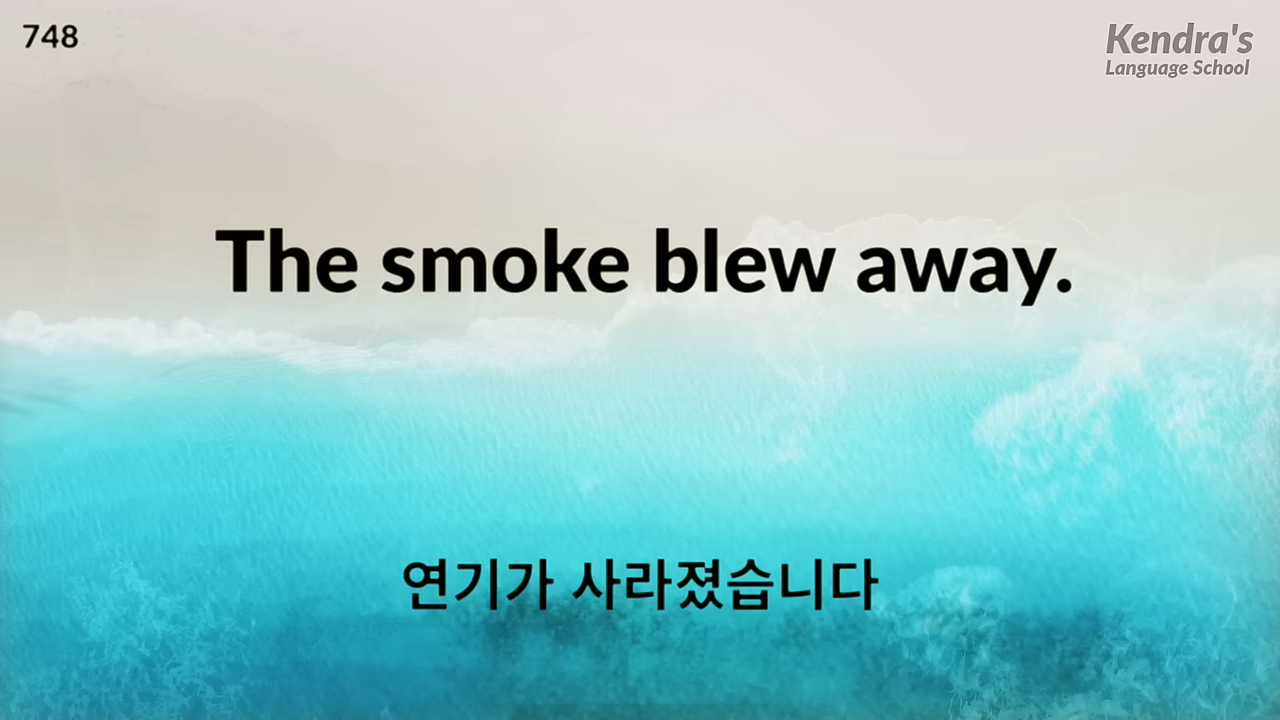 748
Kendra's
Language School
The smoke blew away.
연기가 사라졌습니다